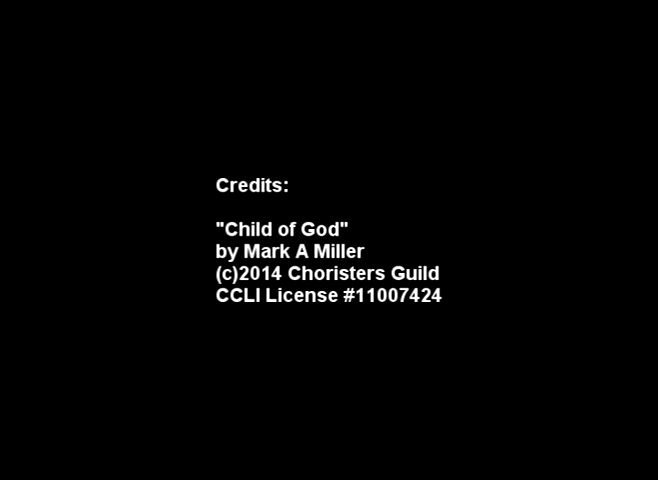 Credits:
"Child of God"
by Mark A Miller
(c)2014 Choristers Guild
CCLI License #11007424